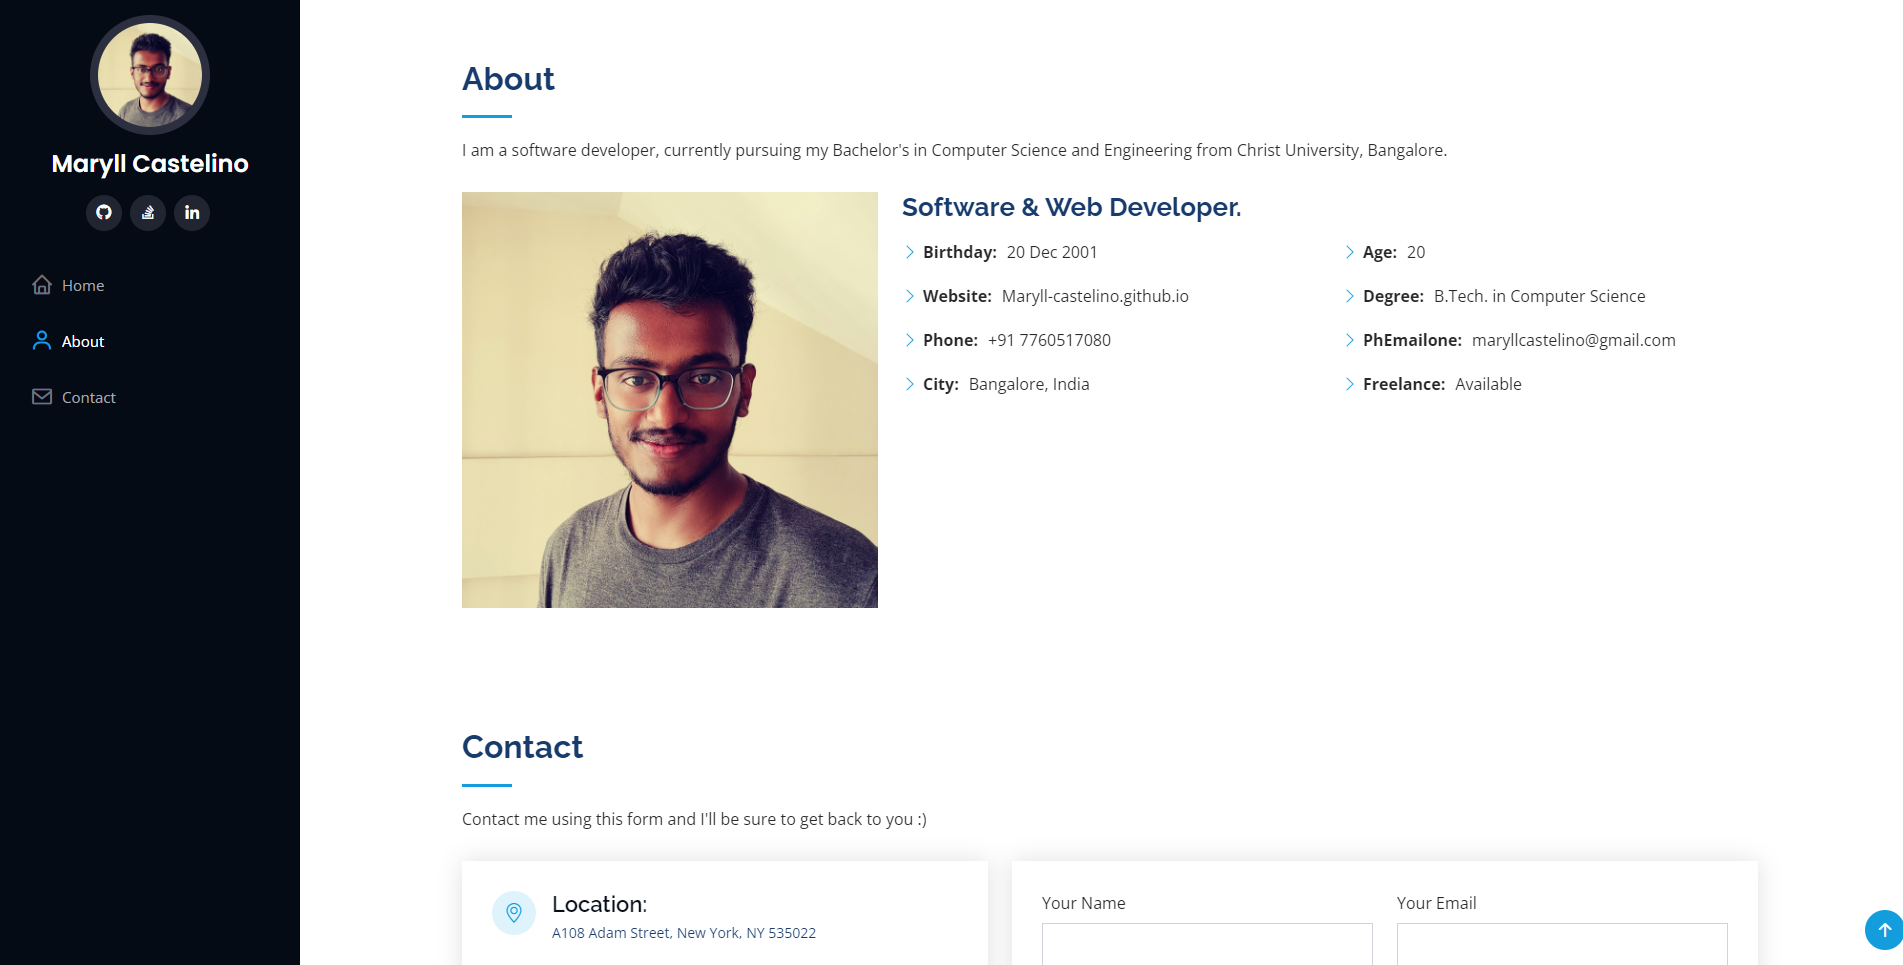 Maryll Castelino
Home
About
Contact
About
I am a software developer, currently pursuing my Bachelor's in Computer Science and Engineering from Christ University, Bangalore.
Software & Web Developer.
Birthday: 20 Dec 2001
Age: 20
Website: Maryll-castelino.github.io
Degree: B.Tech. in Computer Science
Phone: +91 7760517080
PhEmailone: maryllcastelino@gmail.com
City: Bangalore, India
Freelance: Available
Contact
Contact me using this form and I'll be sure to get back to you :)
Location:
A108 Adam Street, New York, NY 535022
Your Name
Your Email